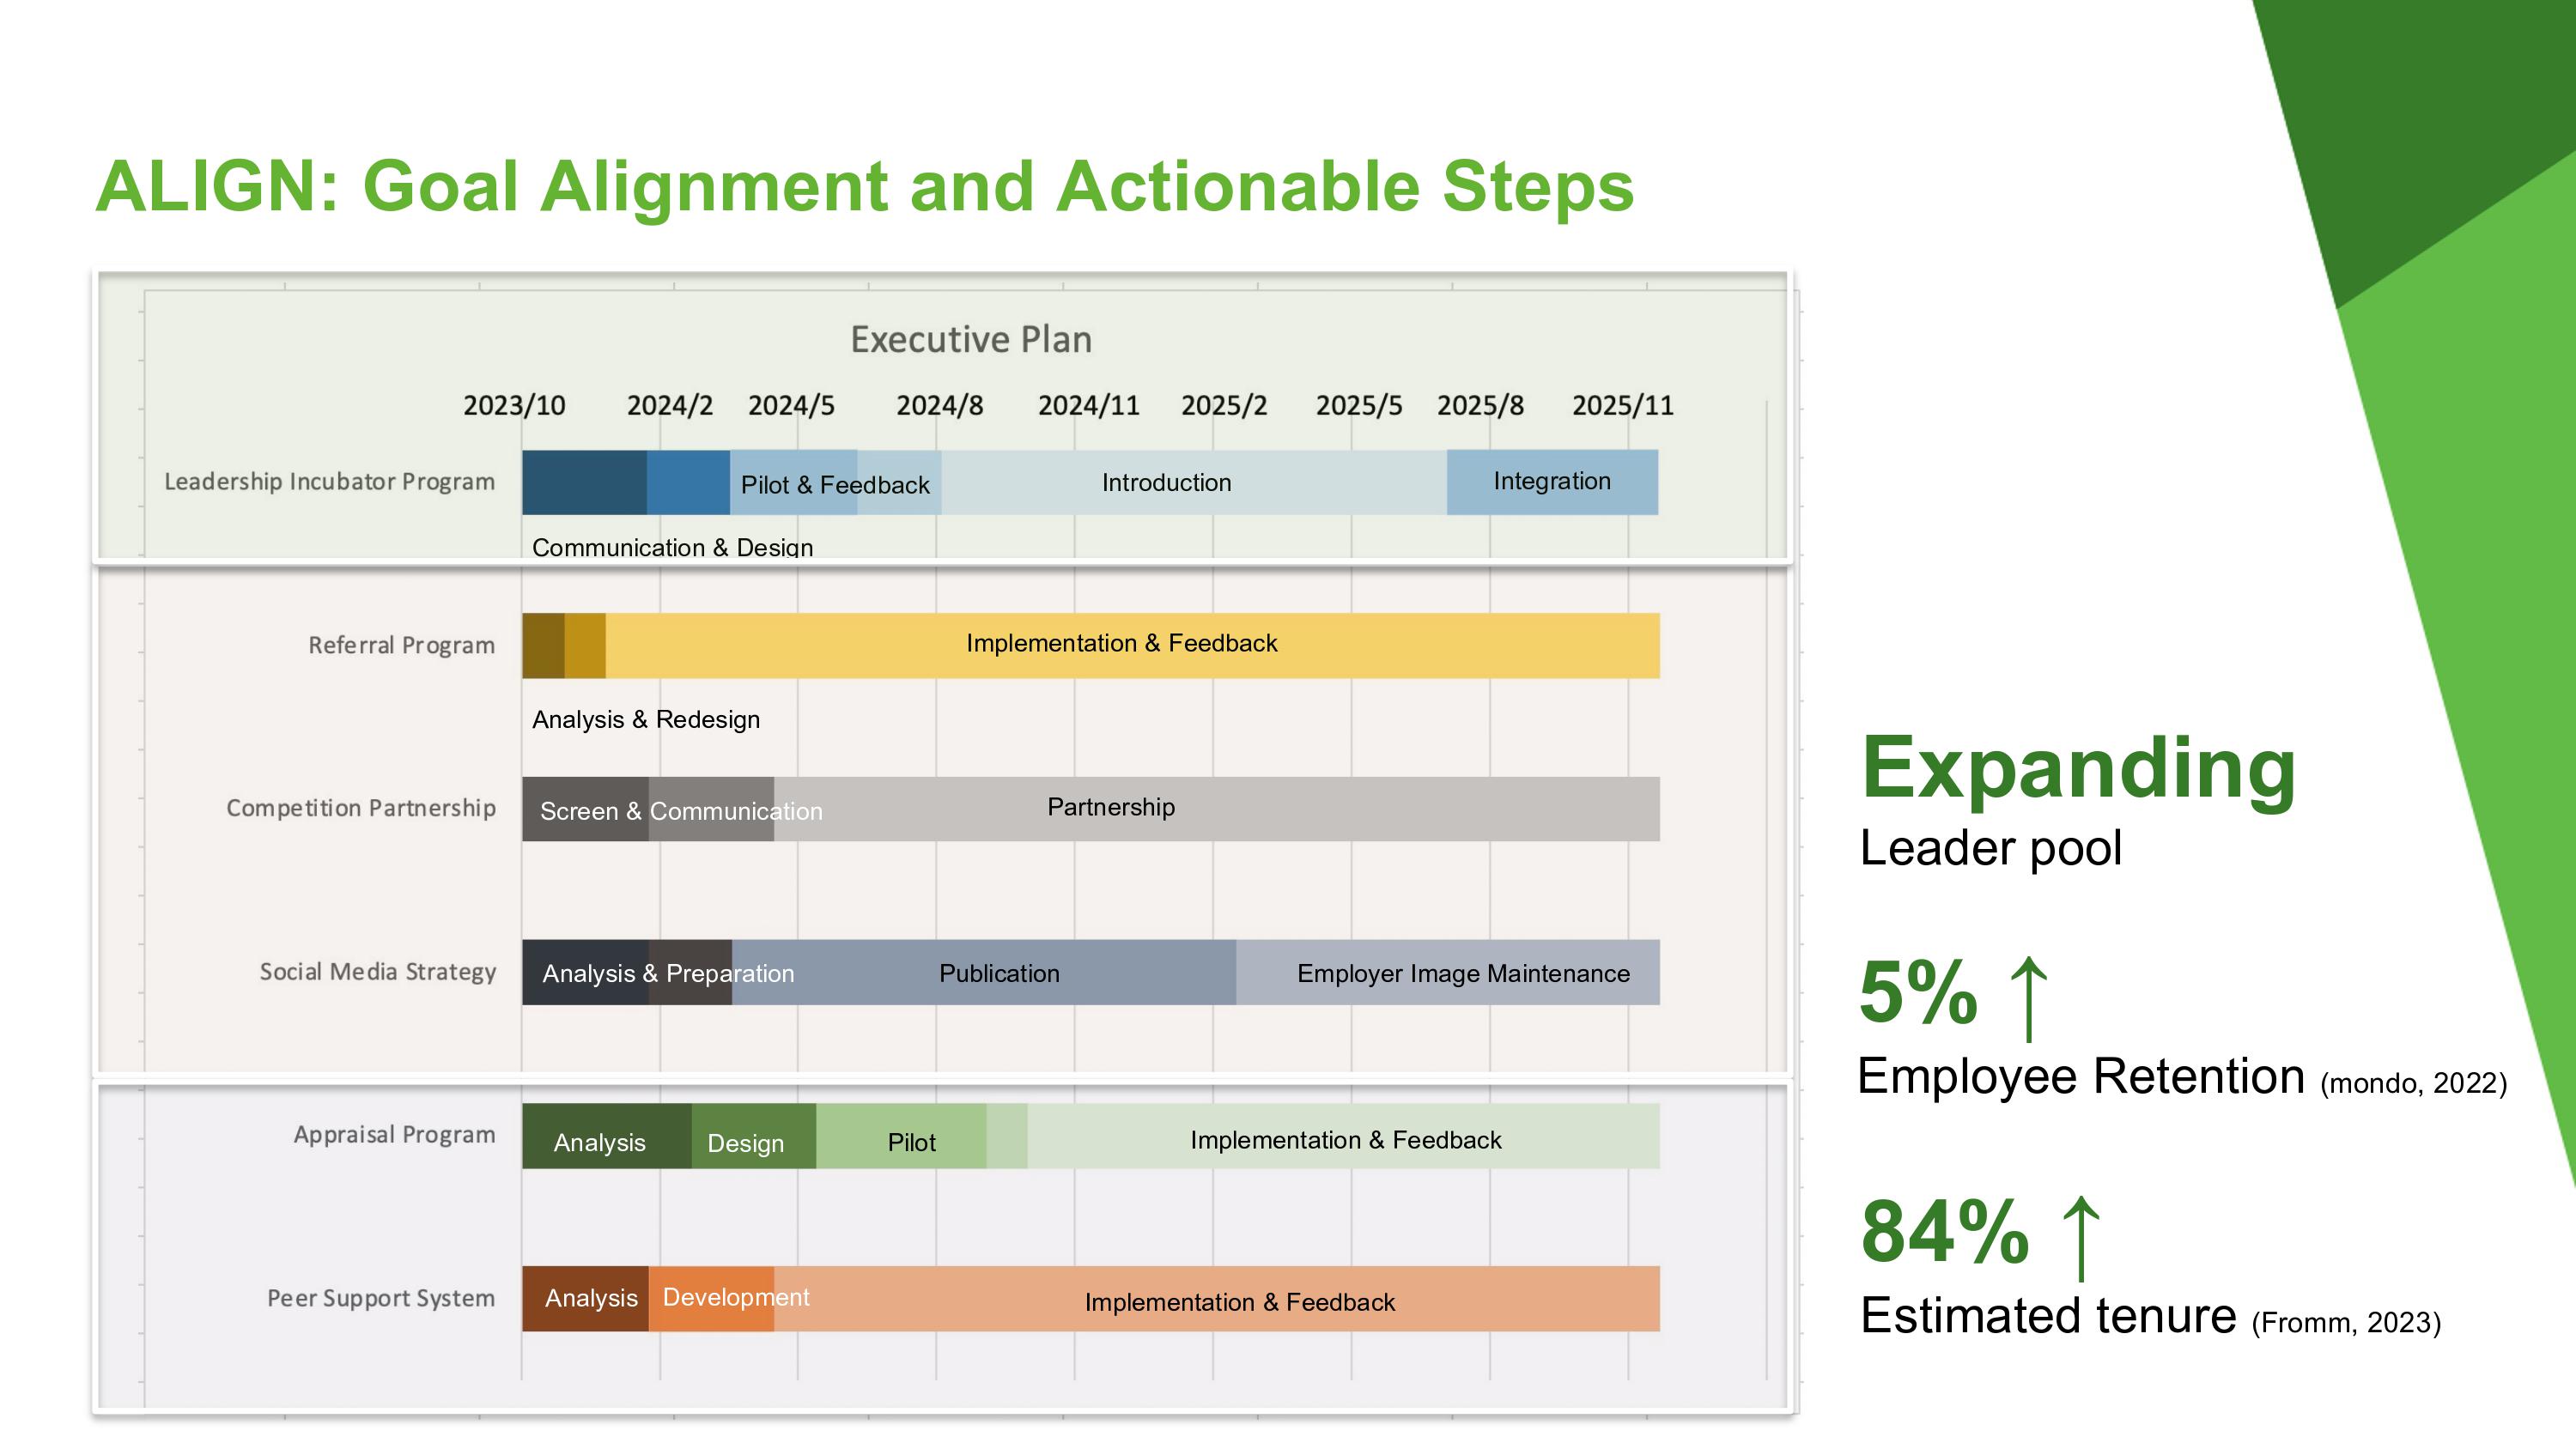 ALIGN: Goal Alignment and Actionable Steps
Executive Plan
2023/10 2024/2 2024/5 2024/8 2024/11 2025/2 2025/5 2025/8 2025/11
Leadership Incubator Program Pilot & Feedback Introduction Integration
Communication & Design
Referral Program Implementation & Feedback
Analysis & Redesign
Competition Partnership Screen & Communication Partnership
Social Media Strategy Analysis & Preparation Publication Employer Image Maintenance
Appraisal Program Analysis Design Pilot Implementation & Feedback
Peer Support System Analysis Development Implementation & Feedback
Expanding
Leader pool
5% ↑
Employee Retention (mondo, 2022)
84% ↑
Estimated tenure (Fromm, 2023)